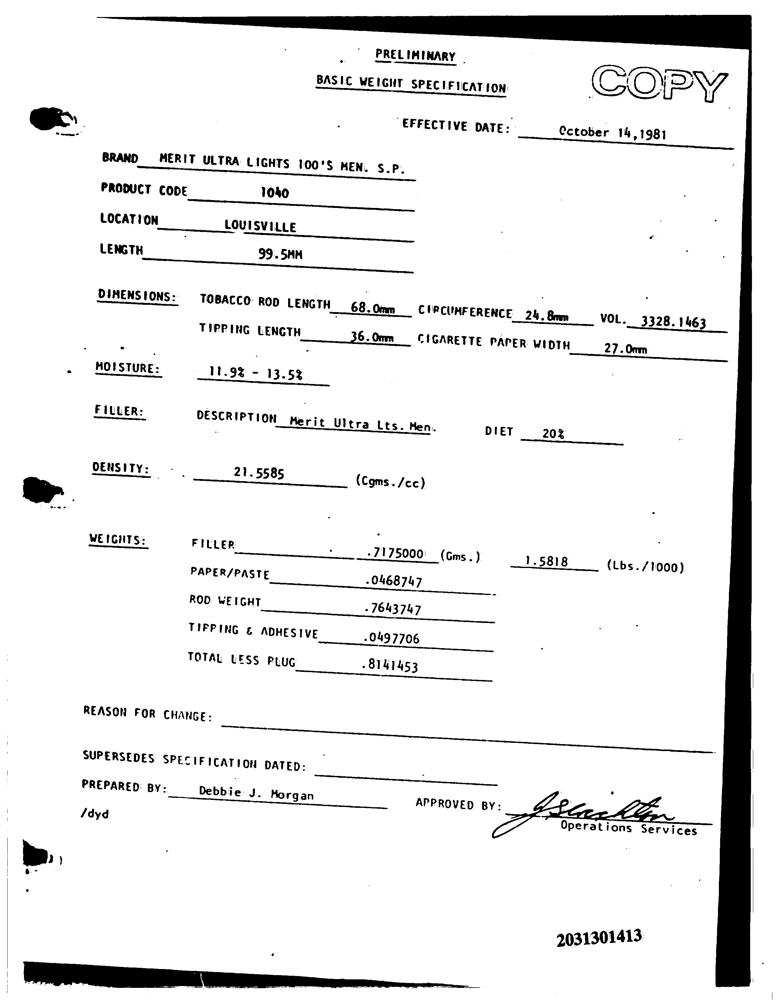 PRELIMINARY
BASIC WEIGHT SPECIFICATION
COPY
EFFECTIVE DATE: October 14,1981
BRAND MERIT ULTRA LIGHTS 100'S MEN. S.P.
PRODUCT CODE 1040
LOCATION LOUISVILLE
LENGTH 99.5MM
DIMENSIONS: TOBACCO ROD LENGTH 68.0mm CIRCUMFERENCE 24.8mm VOL. 3328.1463
TIPPING LENGTH 36.0mm CIGARETTE PAPER WIDTH 27.0mm
MOISTURE: 11.9% - 13.5%
FILLER: DESCRIPTION Merit Ultra Lts. Men. DIET 20%
DENSITY: 21.5585 (Cgms./cc)
WEIGHTS: FILLER .7175000 (Gms.) 1.5818 (Lbs./1000)
PAPER/PASTE .0468747
ROD WEIGHT .7643747
TIPPING & ADHESIVE .0497706
TOTAL LESS PLUG .8141453
REASON FOR CHANGE:
SUPERSEDES SPECIFICATION DATED:
PREPARED BY: Debbie J. Morgan APPROVED BY:
/dyd
Operations Services
2031301413